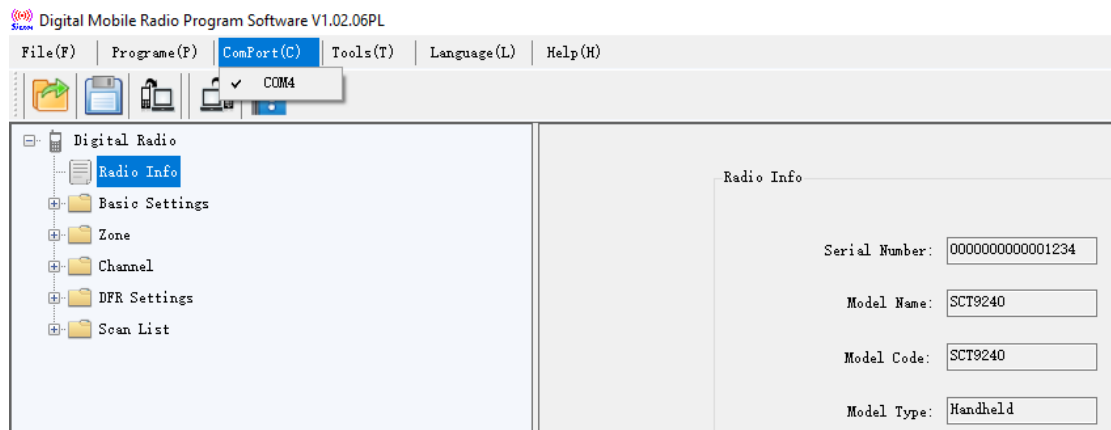 Digital Mobile Radio Program Software V1.02.06PL
File(F) Programe(P) ComPort(C) Tools(T) Language(L) Help(H)
COM4
Digital Radio
Radio Info
Basic Settings
Zone
Channel
DFR Settings
Scan List
Radio Info
Serial Number: 0000000000001234
Model Name: SCT9240
Model Code: SCT9240
Model Type: Handheld